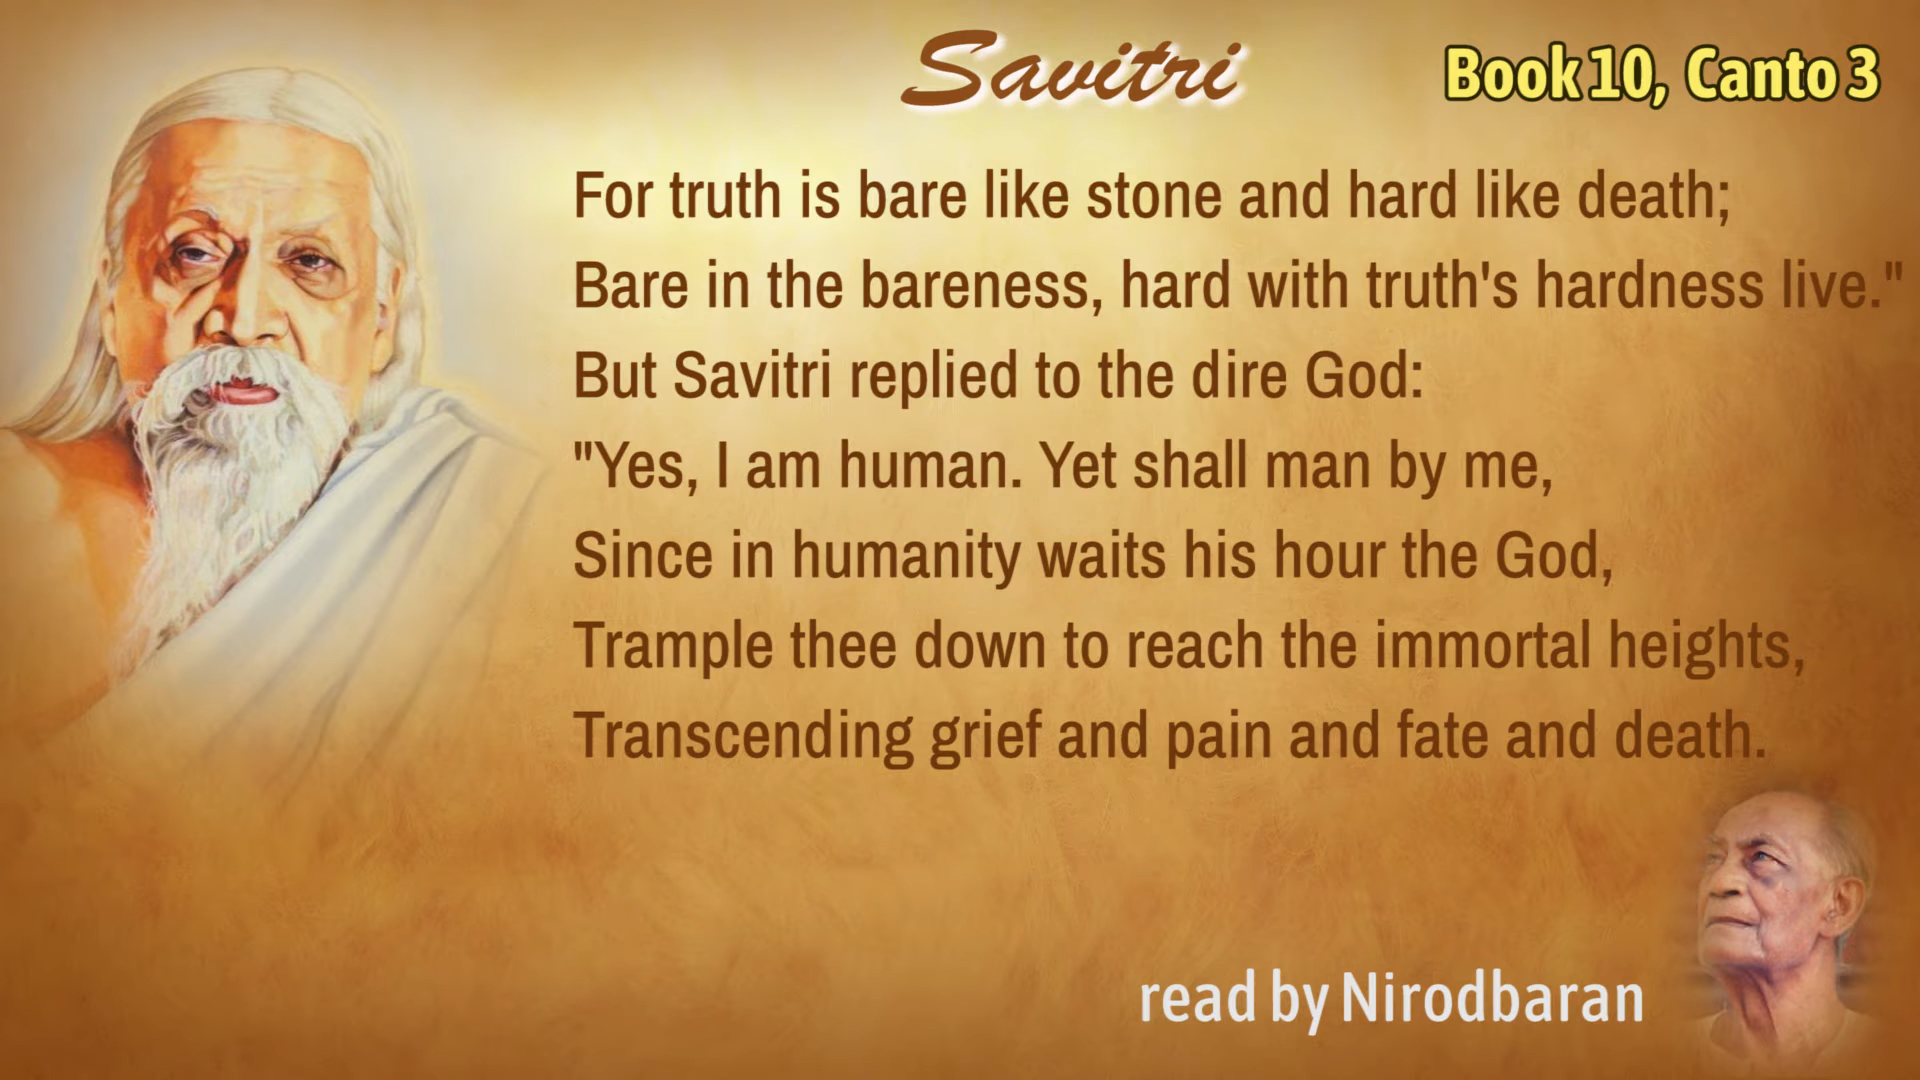 Savitri
Book 10, Canto 3
For truth is bare like stone and hard like death;
Bare in the bareness, hard with truth's hardness live."
But Savitri replied to the dire God:
"Yes, I am human. Yet shall man by me,
Since in humanity waits his hour the God,
Trample thee down to reach the immortal heights,
Transcending grief and pain and fate and death.
read by Nirodbaran